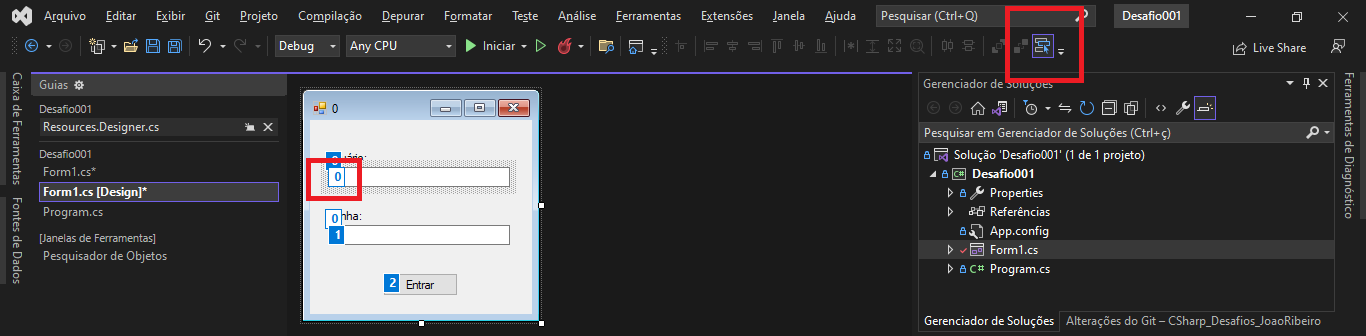 Arquivo Editar Exibir Git Projeto Compilação Depurar Formatar Teste Análise Ferramentas Extensões Janela Ajuda Pesquisar (Ctrl+Q) Desafio001
Debug Any CPU Iniciar Live Share
Caixa de Ferramentas
Fontes de Dados
Guias
Desafio001
Resources.Designer.cs
Desafio001
Form1.cs*
Form1.cs [Design]*
Program.cs
[Janelas de Ferramentas]
Pesquisador de Objetos
0
0
0
nha:
1
2 Entrar
Gerenciador de Soluções
Pesquisar em Gerenciador de Soluções (Ctrl+ç)
Solução 'Desafio001' (1 de 1 projeto)
C# Desafio001
Properties
Referências
App.config
Form1.cs
C# Program.cs
Gerenciador de Soluções Alterações do Git – CSharp_Desafios_JoaoRibeiro
Ferramentas de Diagnóstico